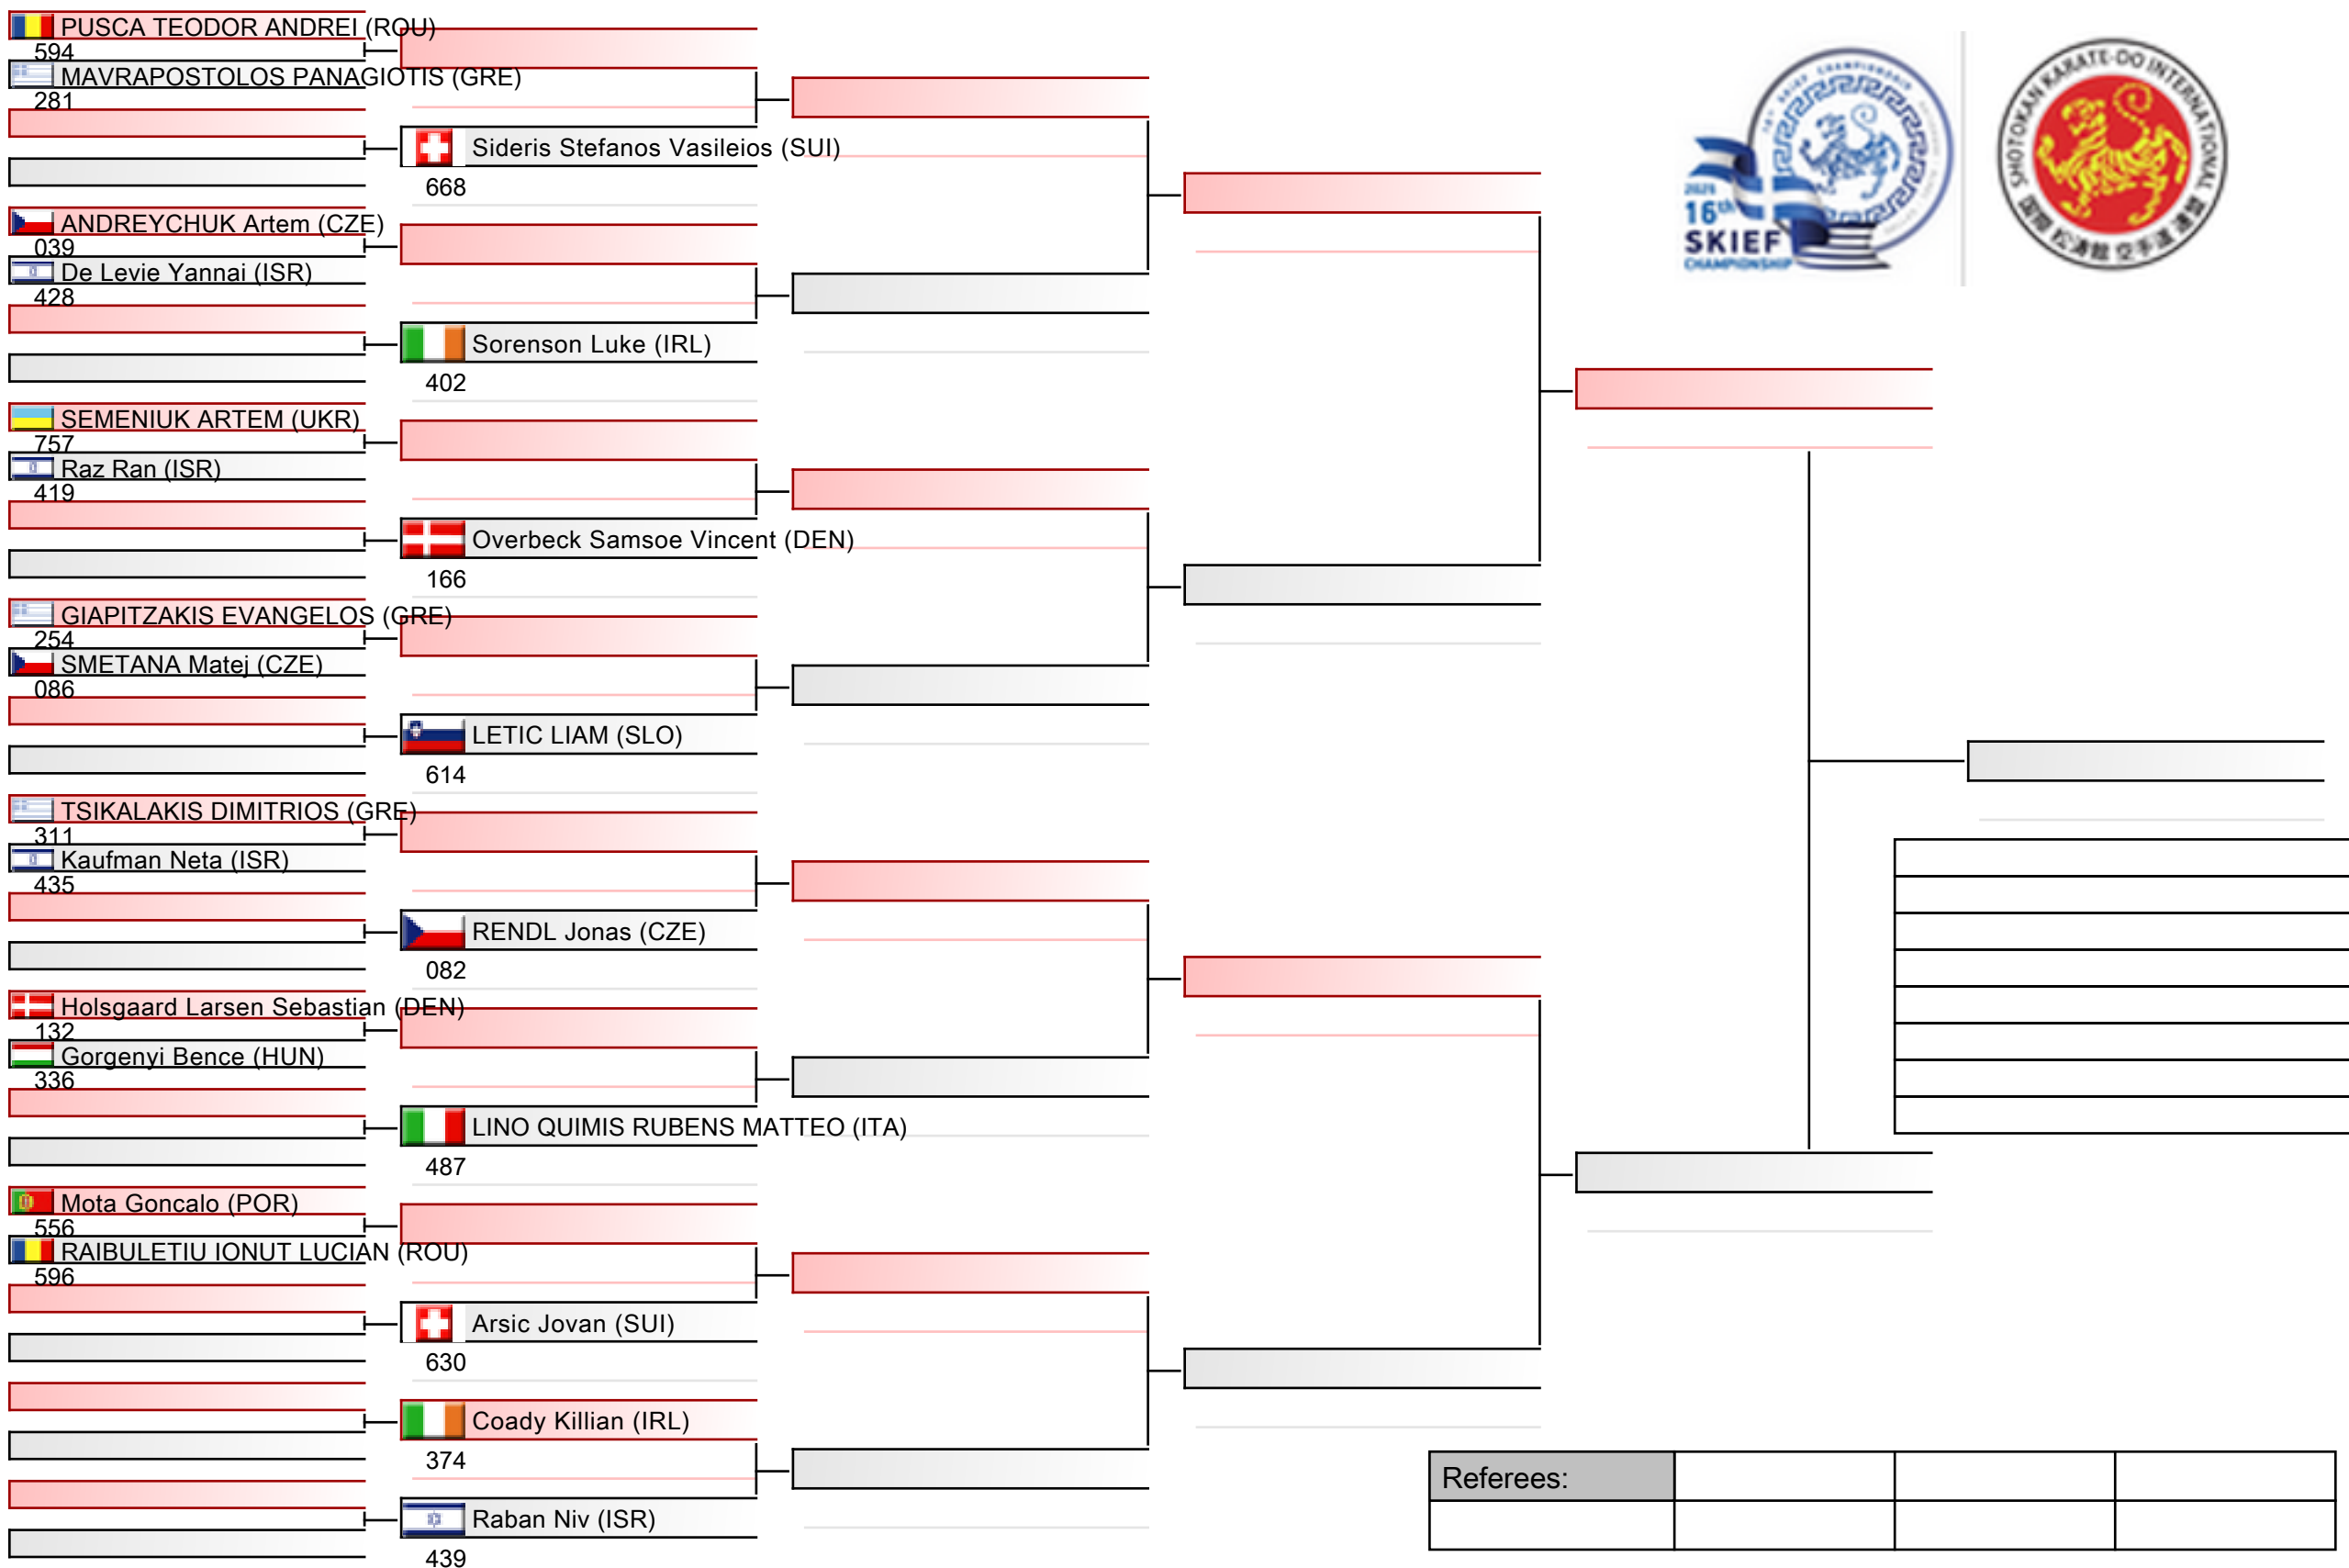 PUSCA TEODOR ANDREI (ROU)
594
MAVRAPOSTOLOS PANAGIOTIS (GRE)
281
Sideris Stefanos Vasileios (SUI)
668
ANDREYCHUK Artem (CZE)
039
De Levie Yannai (ISR)
428
Sorenson Luke (IRL)
402
SEMENIUK ARTEM (UKR)
757
Raz Ran (ISR)
419
Overbeck Samsoe Vincent (DEN)
166
GIAPITZAKIS EVANGELOS (GRE)
254
SMETANA Matej (CZE)
086
LETIC LIAM (SLO)
614
TSIKALAKIS DIMITRIOS (GRE)
311
Kaufman Neta (ISR)
435
RENDL Jonas (CZE)
082
Holsgaard Larsen Sebastian (DEN)
132
Gorgenyi Bence (HUN)
336
LINO QUIMIS RUBENS MATTEO (ITA)
487
Mota Goncalo (POR)
556
RAIBULETIU IONUT LUCIAN (ROU)
596
Arsic Jovan (SUI)
630
Coady Killian (IRL)
374
Raban Niv (ISR)
439
16th
SKIEF
CHAMPIONSHIP
SHOTOKAN KARATE-DO INTERNATIONAL
Referees: